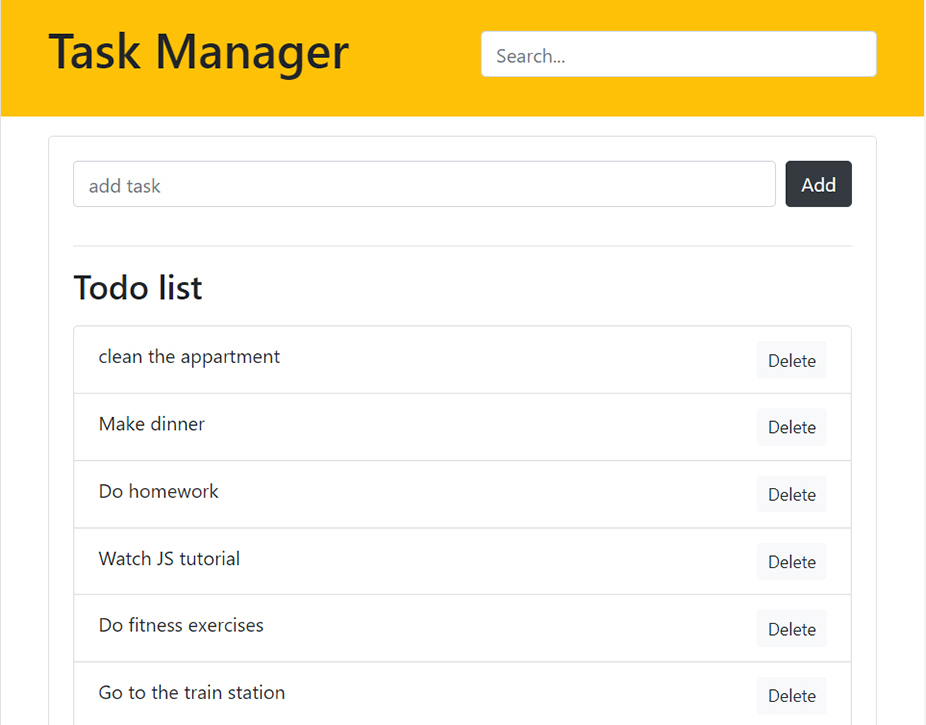 Task Manager
Search...
add task
Add
Todo list
clean the appartment
Delete
Make dinner
Delete
Do homework
Delete
Watch JS tutorial
Delete
Do fitness exercises
Delete
Go to the train station
Delete